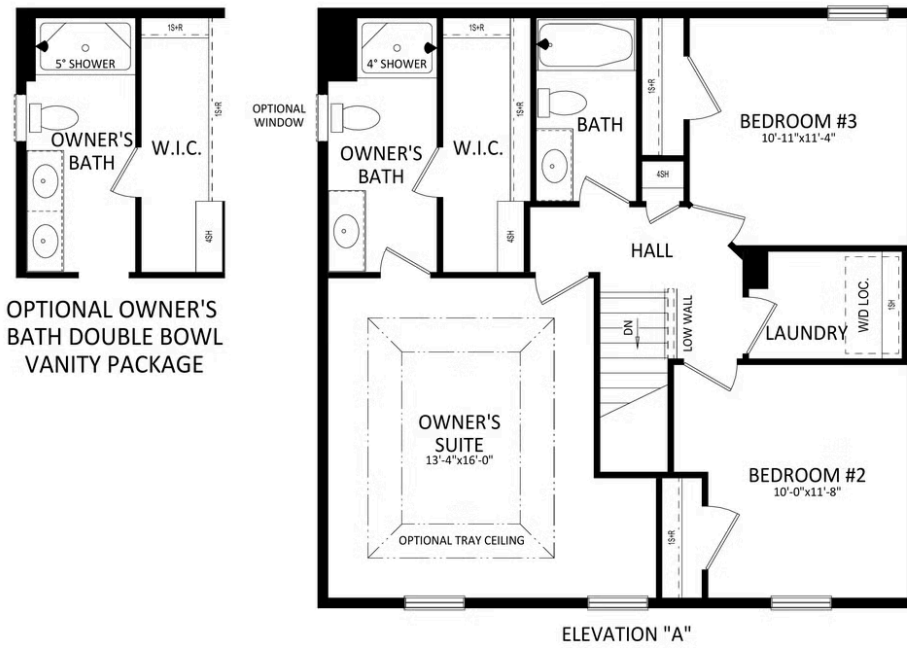 1S+R
5° SHOWER
1S+R
OWNER'S
BATH
W.I.C.
4SH
OPTIONAL OWNER'S
BATH DOUBLE BOWL
VANITY PACKAGE
OPTIONAL
WINDOW
1S+R
4° SHOWER
1S+R
OWNER'S
BATH
W.I.C.
4SH
BATH
1S+R
4SH
BEDROOM #3
10'-11"x11'-4"
HALL
DN
LOW WALL
LAUNDRY
W/D LOC.
1SH
OWNER'S
SUITE
13'-4"x16'-0"
OPTIONAL TRAY CEILING
BEDROOM #2
10'-0"x11'-8"
1S+R
ELEVATION "A"